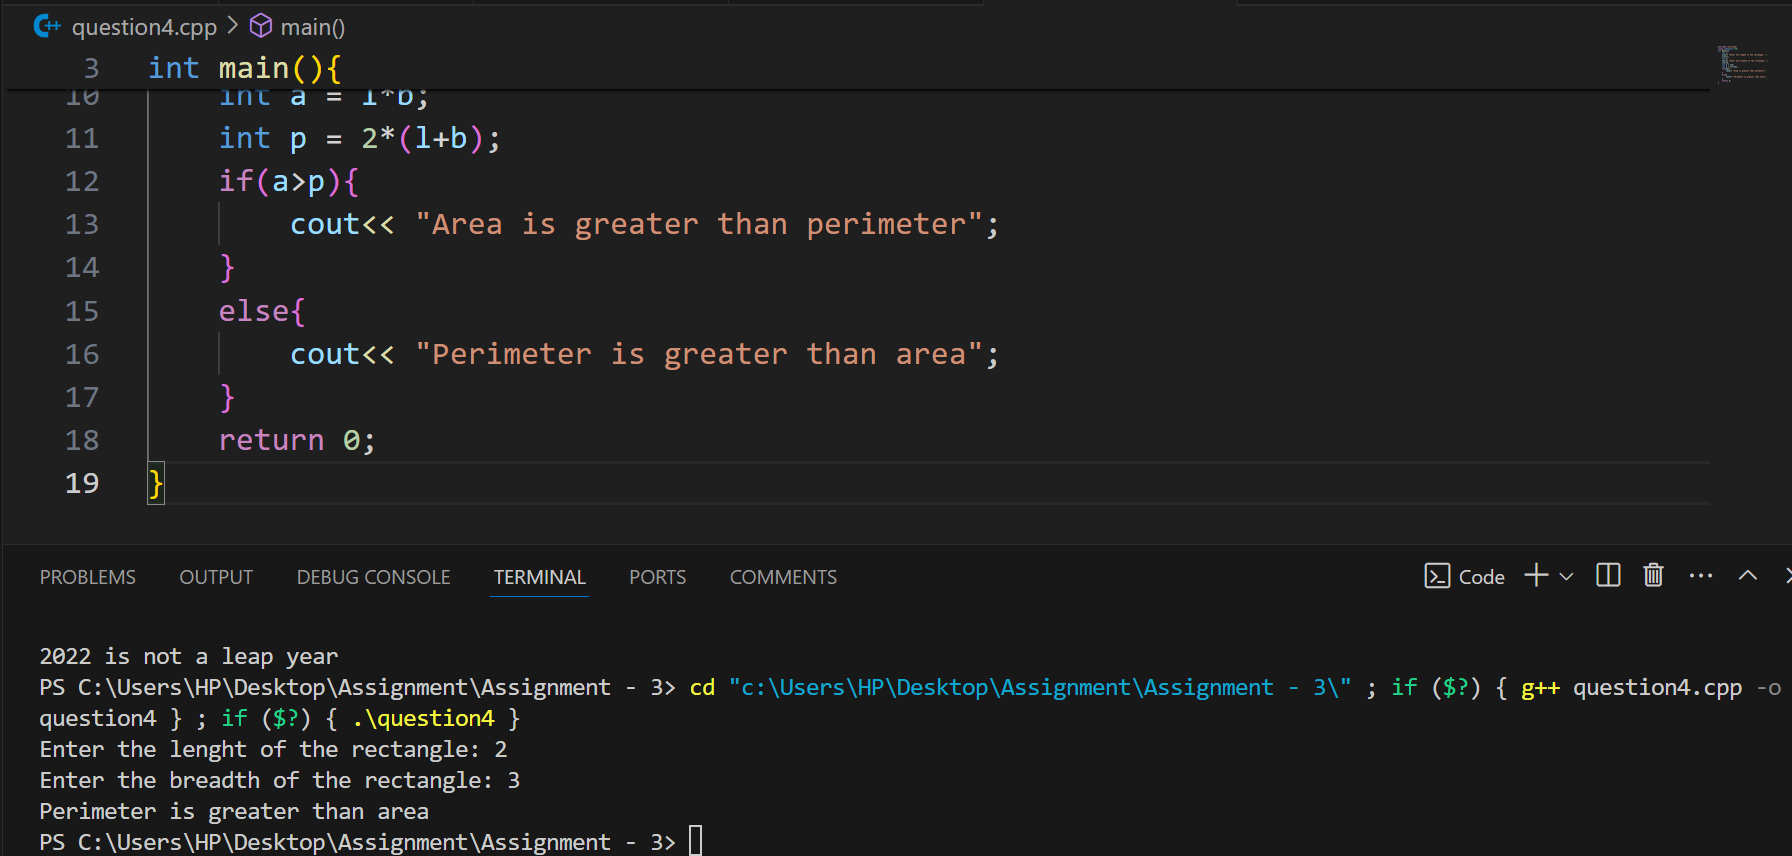 question4.cpp > main()
3 int main(){
10 int a = l*b;
11 int p = 2*(l+b);
12 if(a>p){
13 cout<< "Area is greater than perimeter";
14 }
15 else{
16 cout<< "Perimeter is greater than area";
17 }
18 return 0;
19 }
PROBLEMS OUTPUT DEBUG CONSOLE TERMINAL PORTS COMMENTS Code
2022 is not a leap year
PS C:\Users\HP\Desktop\Assignment\Assignment - 3> cd "c:\Users\HP\Desktop\Assignment\Assignment - 3\" ; if ($?) { g++ question4.cpp -o
question4 } ; if ($?) { .\question4 }
Enter the lenght of the rectangle: 2
Enter the breadth of the rectangle: 3
Perimeter is greater than area
PS C:\Users\HP\Desktop\Assignment\Assignment - 3>